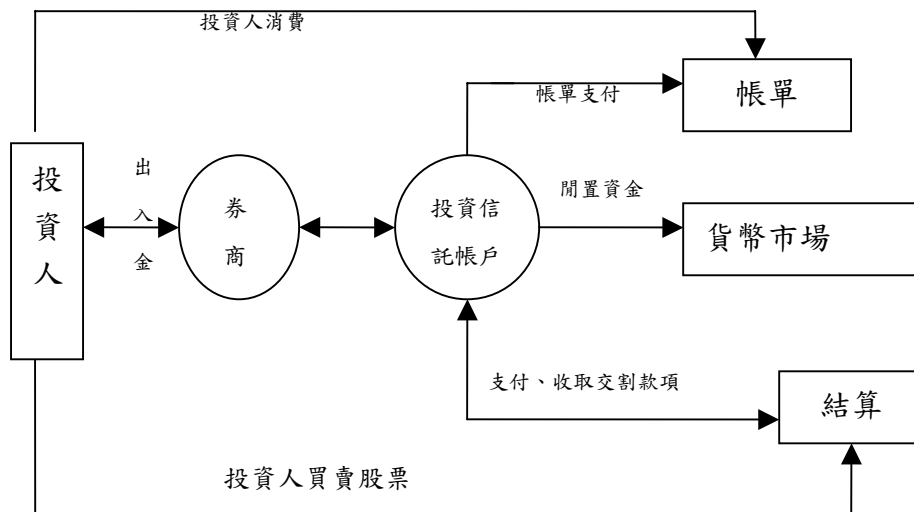 投資人消費
帳單支付
帳單
投
資
人
出
入
金
券
商
投資信
託帳戶
閒置資金
貨幣市場
支付、收取交割款項
結算
投資人買賣股票